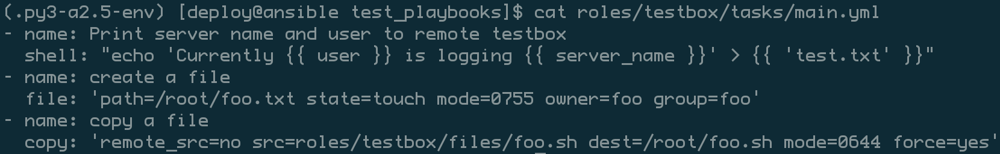 (.py3-a2.5-env) [deploy@ansible test_playbooks]$ cat roles/testbox/tasks/main.yml
- name: Print server name and user to remote testbox
  shell: "echo 'Currently {{ user }} is logging {{ server_name }}' > {{ 'test.txt' }}"
- name: create a file
  file: 'path=/root/foo.txt state=touch mode=0755 owner=foo group=foo'
- name: copy a file
  copy: 'remote_src=no src=roles/testbox/files/foo.sh dest=/root/foo.sh mode=0644 force=yes'